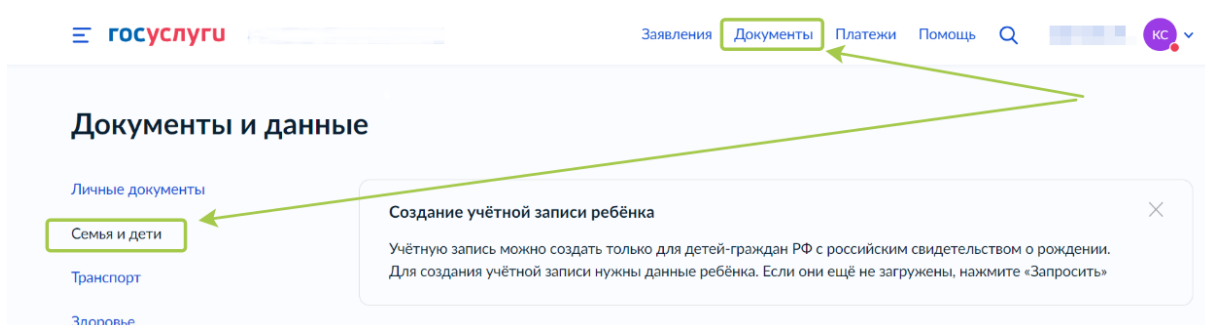 госуслуги
Заявления Документы Платежи Помощь КС
Документы и данные
Личные документы
Семья и дети
Транспорт
Здоровье
Создание учётной записи ребёнка
Учётную запись можно создать только для детей-граждан РФ с российским свидетельством о рождении.
Для создания учётной записи нужны данные ребёнка. Если они ещё не загружены, нажмите «Запросить»